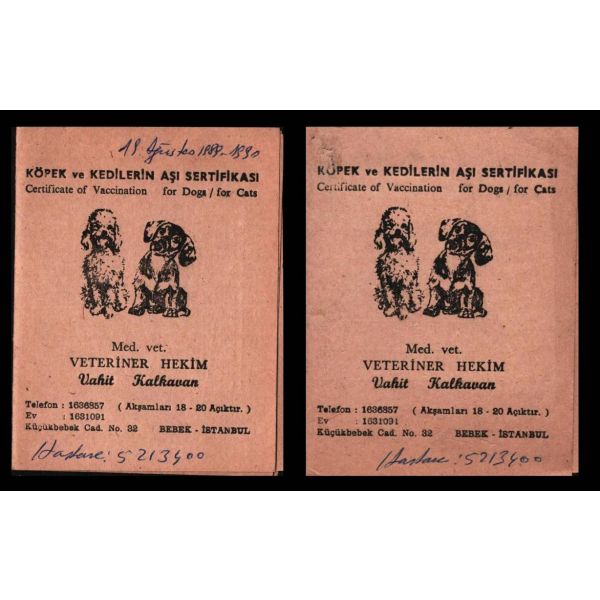 19 Ağustos 1989-1990
KÖPEK ve KEDİLERİN AŞI SERTİFİKASI
Certificate of Vaccination for Dogs / for Cats
Med. vet.
VETERİNER HEKİM
Vahit Kalkavan
Telefon : 1636857 ( Akşamları 18 - 20 Açıktır. )
Ev : 1631091
Küçükbebek Cad. No. 32 BEBEK - İSTANBUL
Hastane: 5213400
KÖPEK ve KEDİLERİN AŞI SERTİFİKASI
Certificate of Vaccination for Dogs / for Cats
Med. vet.
VETERİNER HEKİM
Vahit Kalkavan
Telefon : 1636857 ( Akşamları 18 - 20 Açıktır. )
Ev : 1631091
Küçükbebek Cad. No. 32 BEBEK - İSTANBUL
Hastane: 5213400